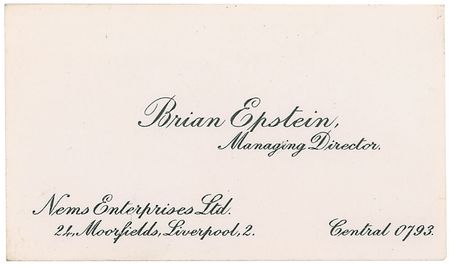 Brian Epstein,
Managing Director.
Nems Enterprises Ltd.
24, Moorfields, Liverpool, 2.
Central 0793.